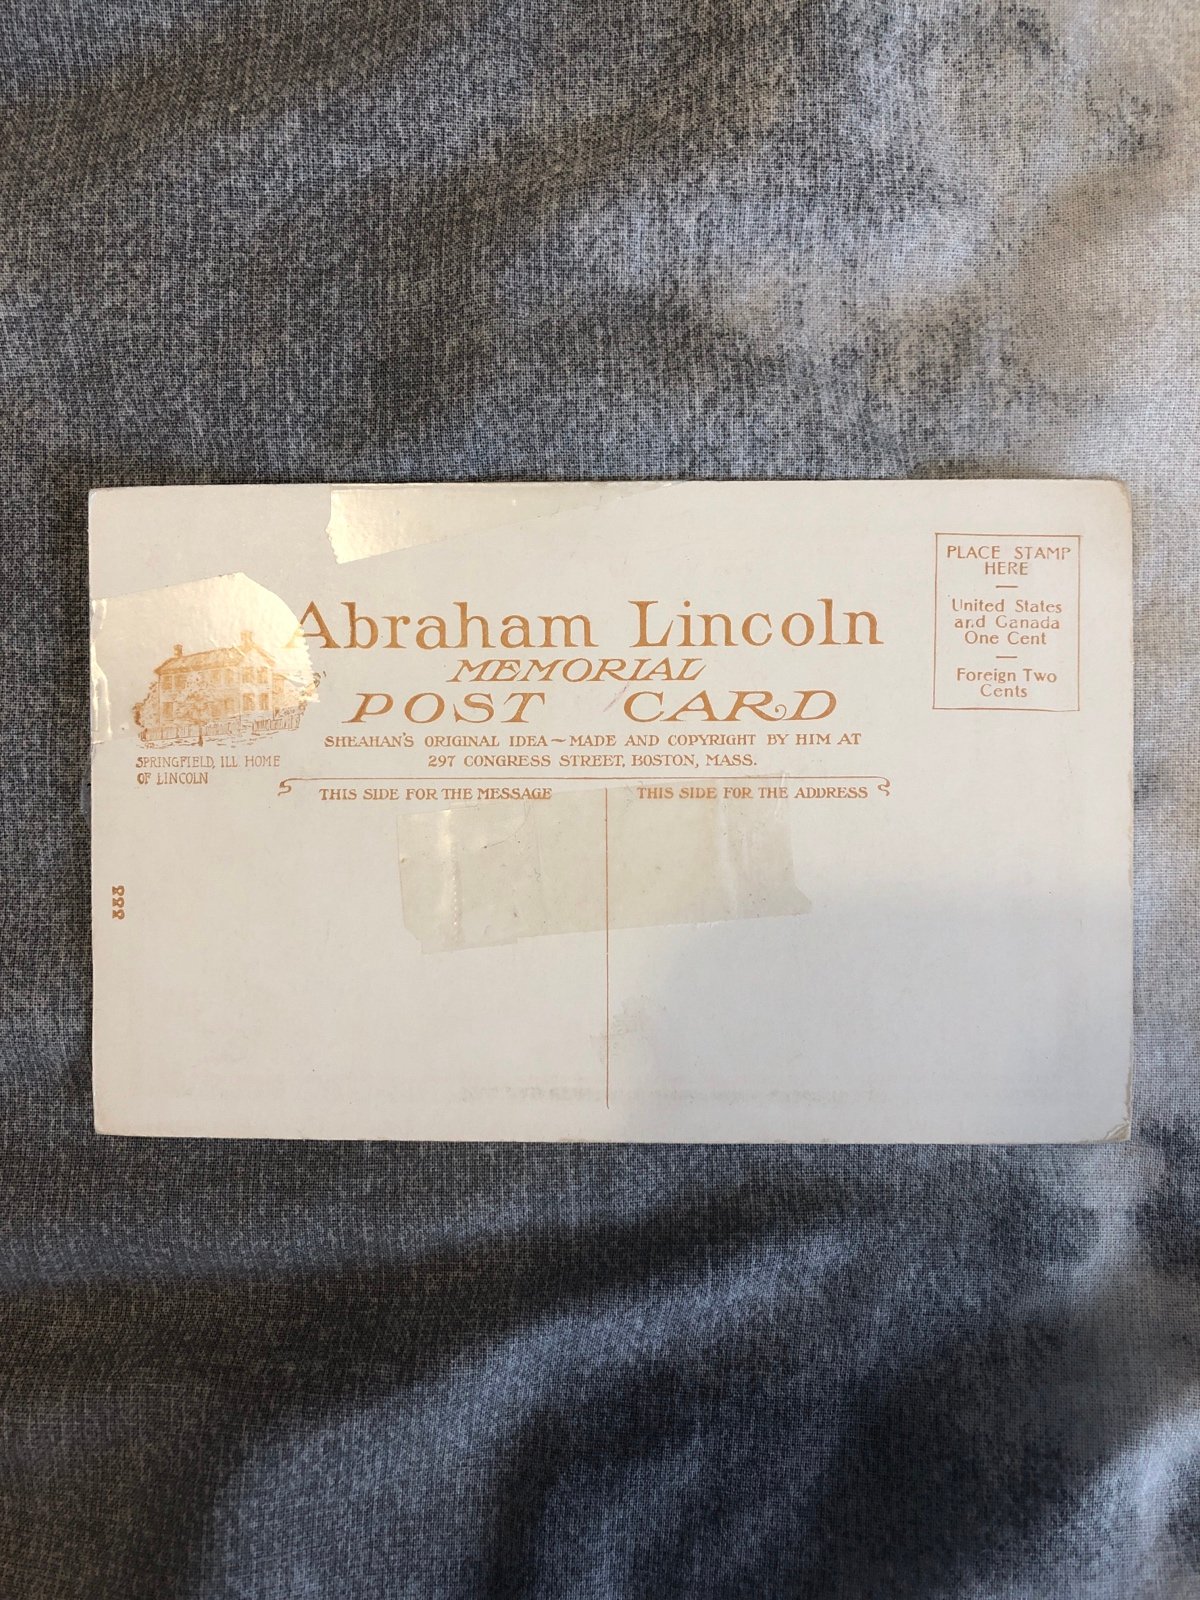 PLACE STAMP
HERE
United States
and Canada
One Cent
Foreign Two
Cents
Abraham Lincoln
MEMORIAL
POST CARD
SHEAHAN'S ORIGINAL IDEA~MADE AND COPYRIGHT BY HIM AT
297 CONGRESS STREET, BOSTON, MASS.
SPRINGFIELD, ILL HOME
OF LINCOLN
THIS SIDE FOR THE MESSAGE
THIS SIDE FOR THE ADDRESS
333